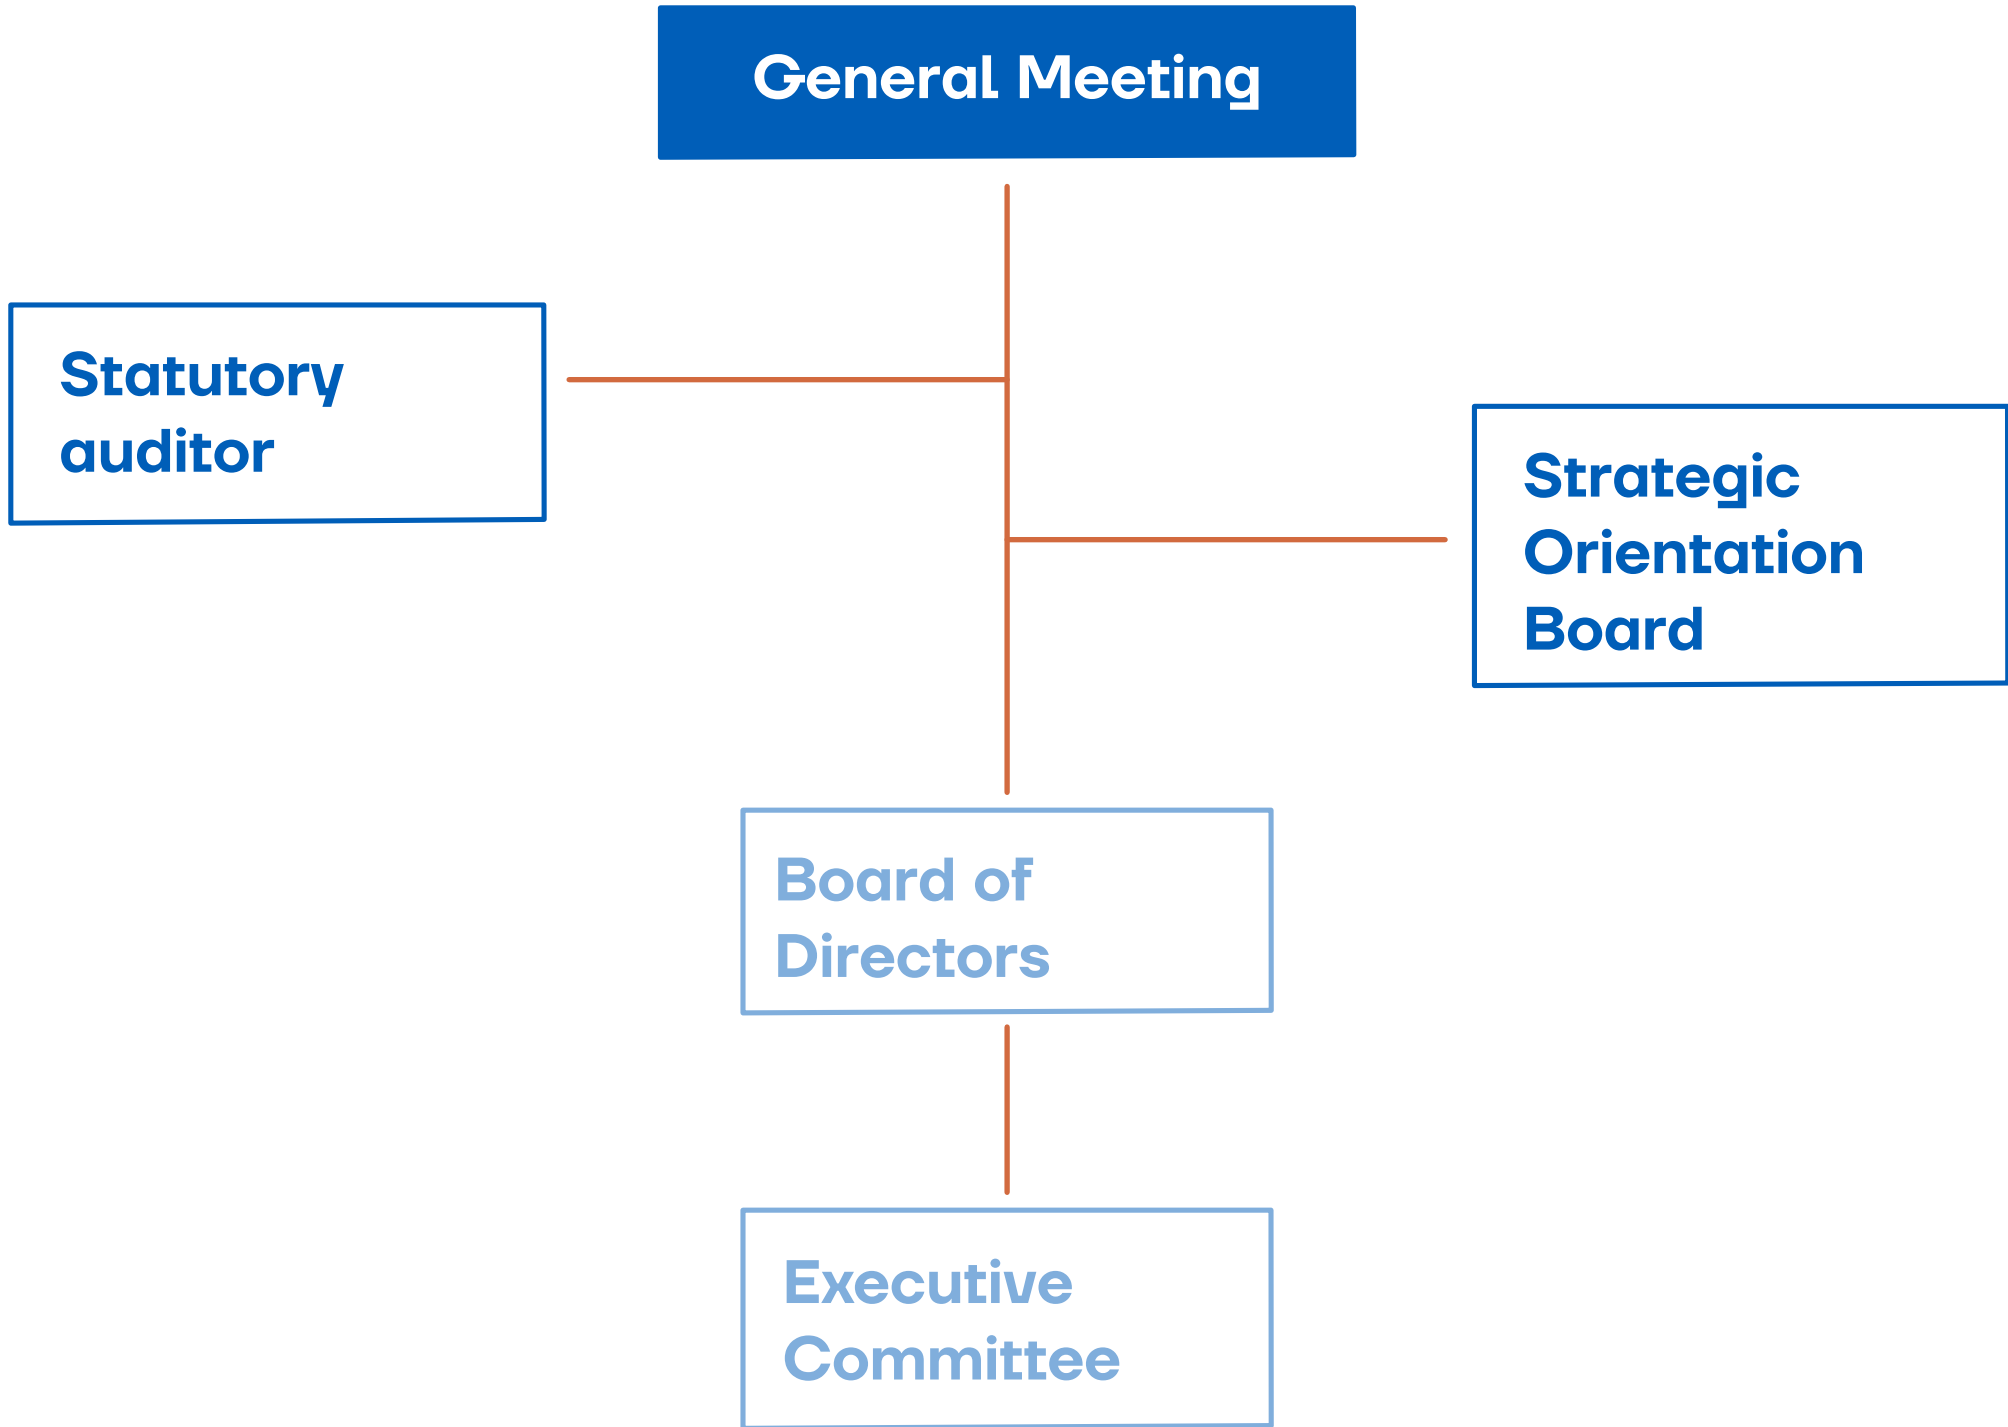 General Meeting
Statutory
auditor
Strategic
Orientation
Board
Board of
Directors
Executive
Committee